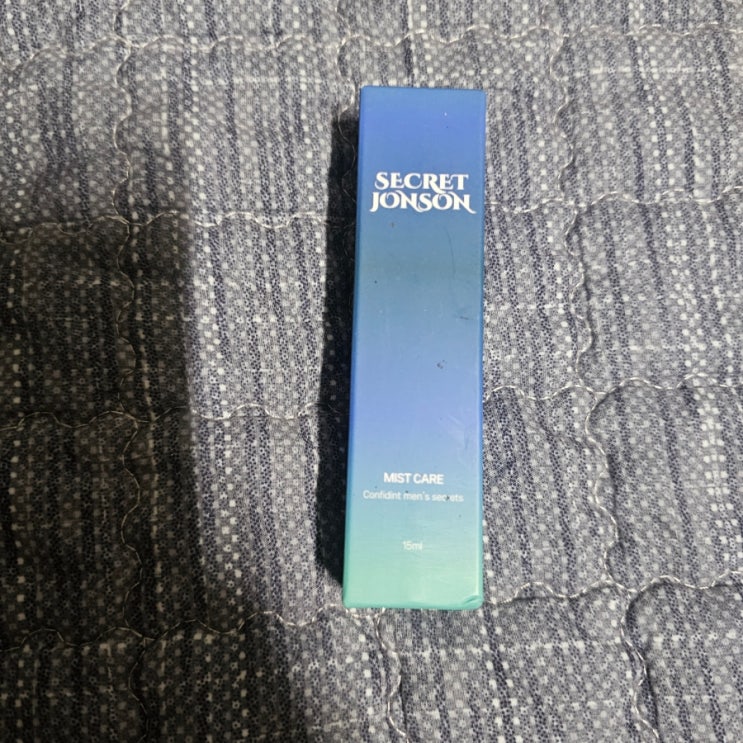 SECRET
JONSON
MIST CARE
Confidint men's secrets
15ml